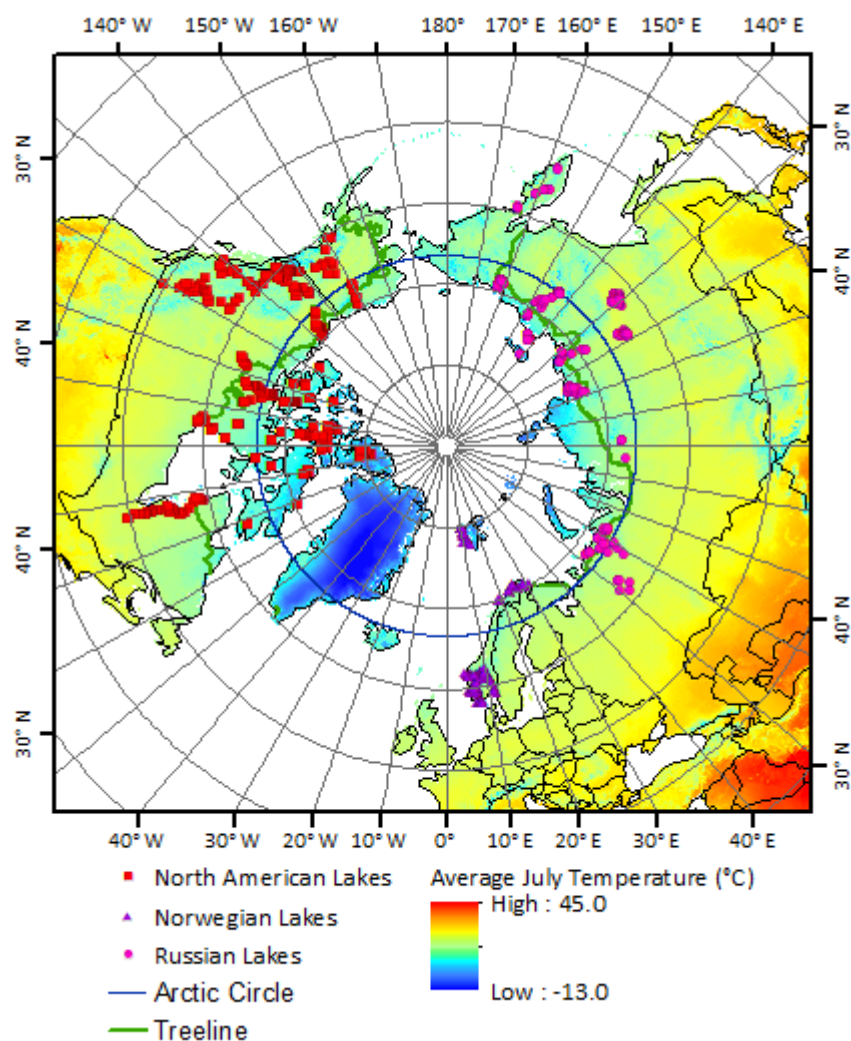 140° W 150° W 160° W 180° 170° E 160° E 150° E 140° E
30° N 30° N
40° N 40° N
40° N 40° N
30° N 30° N
40° W 30° W 20° W 10° W 0° 10° E 20° E 30° E 40° E
North American Lakes
Norwegian Lakes
Russian Lakes
Arctic Circle
Treeline
Average July Temperature (°C)
High : 45.0
Low : -13.0